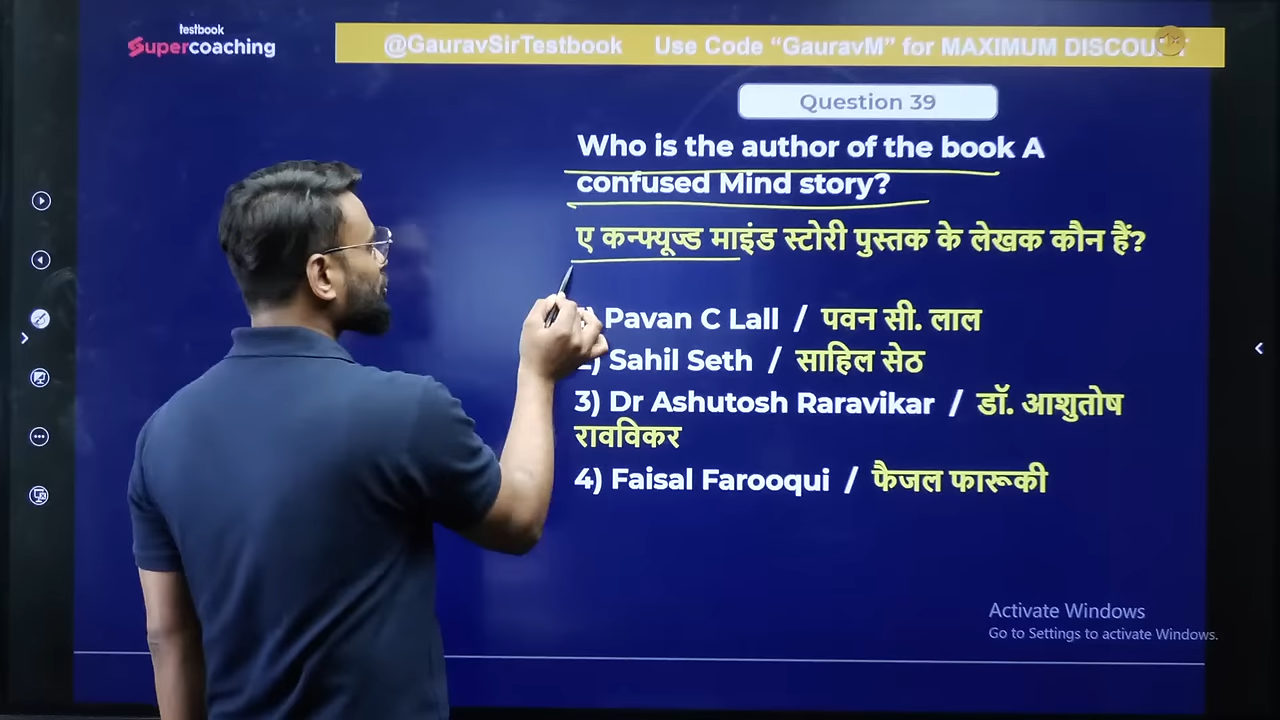 testbook
Supercoaching
@GauravSirTestbook Use Code “GauravM” for MAXIMUM
Question 39
Who is the author of the book A
confused Mind story?
ए कन्फ्यूज्ड माइंड स्टोरी पुस्तक के लेखक कौन हैं?
Pavan C Lall / पवन सी. लाल
2) Sahil Seth / साहिल सेठ
3) Dr Ashutosh Raravikar / डॉ. आशुतोष
रावविकर
4) Faisal Farooqui / फैजल फारूकी
Activate Windows
Go to Settings to activate Windows.